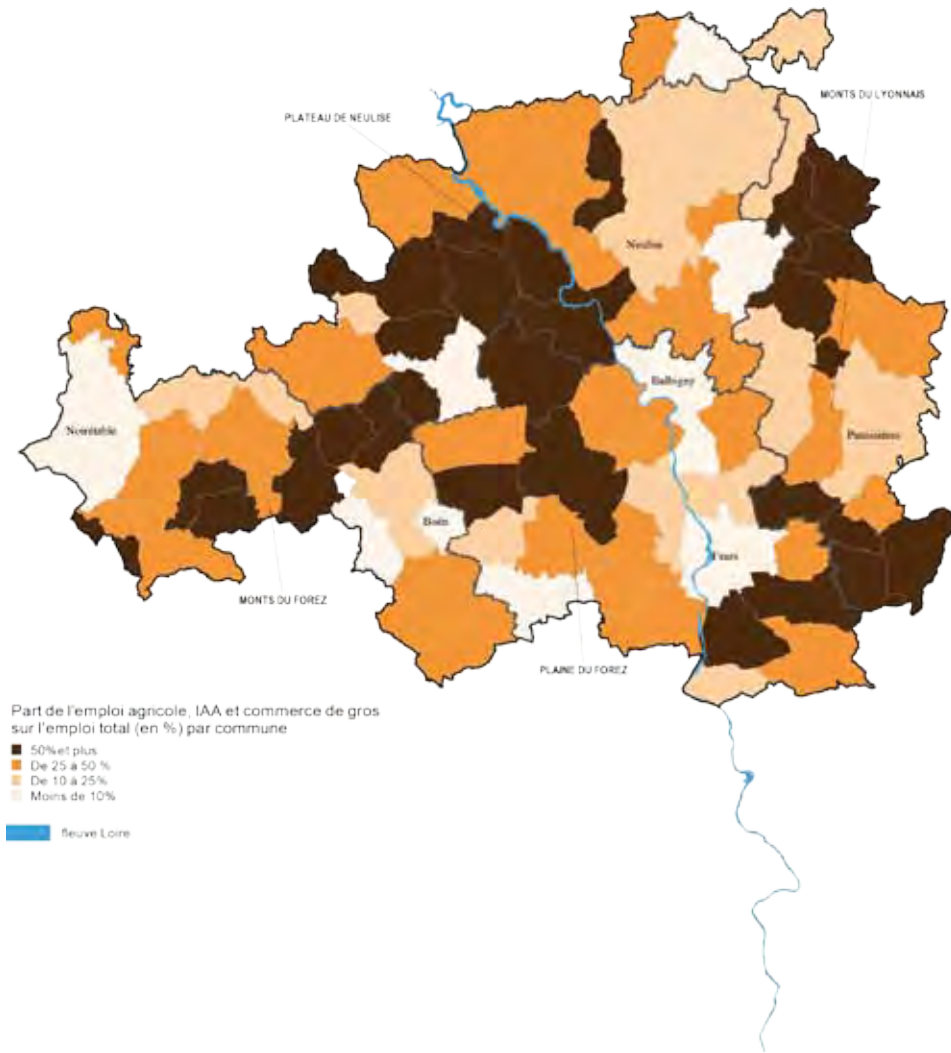 MONTS DU LYONNAIS
PLATEAU DE NEULISE
Neulise
Balbigny
Noirétable
Panissières
Boën
Feurs
MONTS DU FOREZ
PLAINE DU FOREZ
Part de l'emploi agricole, IAA et commerce de gros
sur l'emploi total (en %) par commune
50% et plus
De 25 à 50 %
De 10 à 25%
Moins de 10%
fleuve Loire